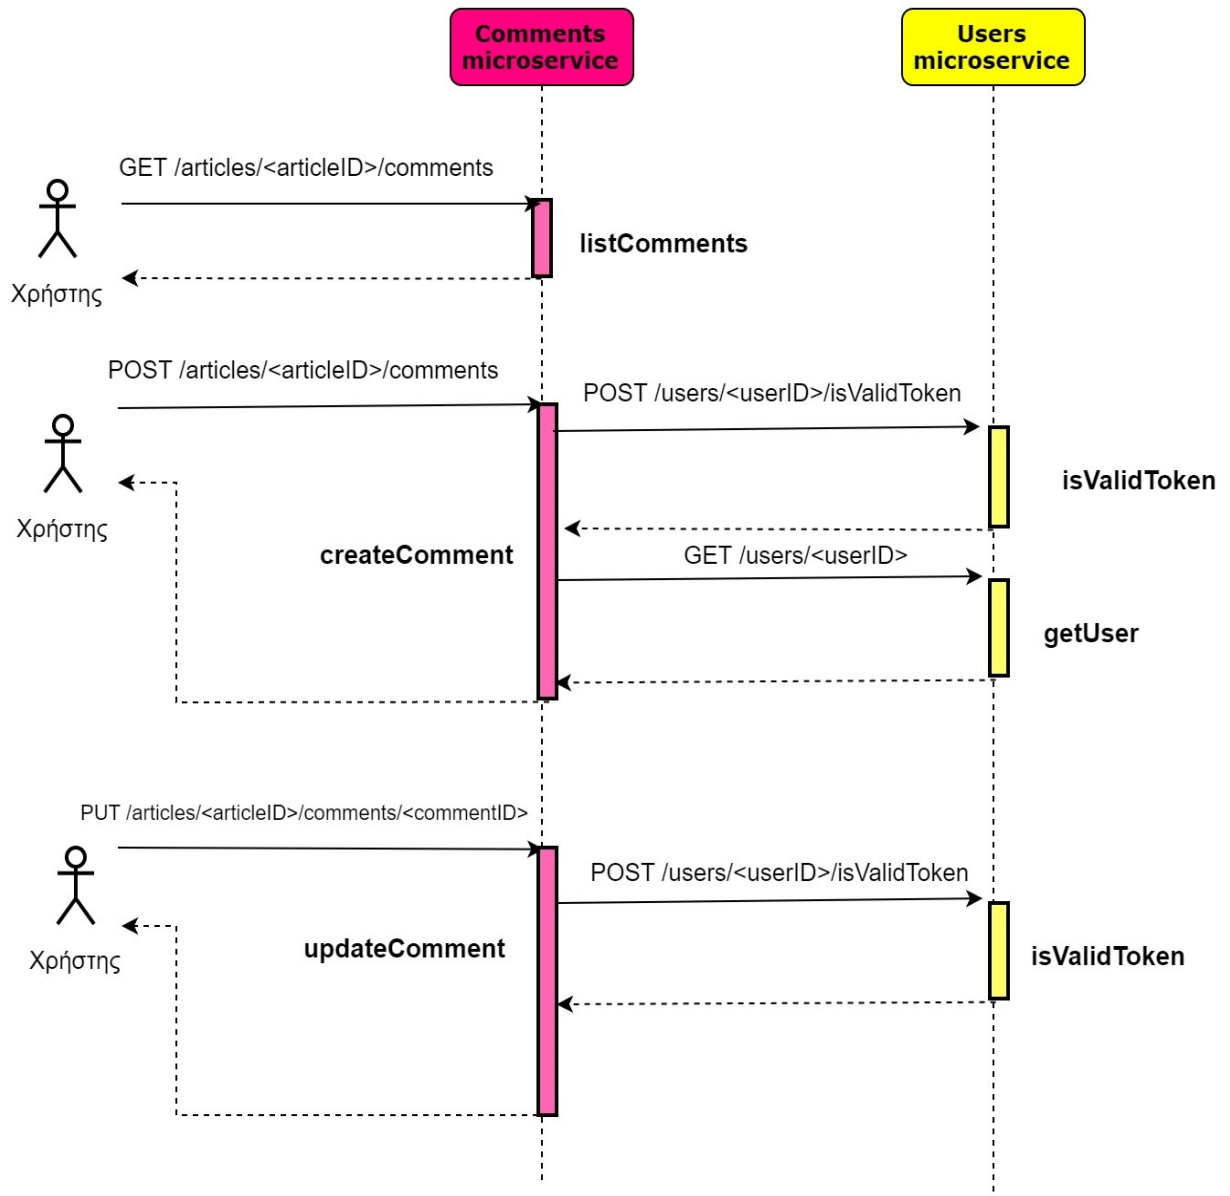 Comments
microservice
Users
microservice
GET /articles/<articleID>/comments
listComments
Χρήστης
POST /articles/<articleID>/comments
POST /users/<userID>/isValidToken
isValidToken
Χρήστης
createComment
GET /users/<userID>
getUser
PUT /articles/<articleID>/comments/<commentID>
POST /users/<userID>/isValidToken
updateComment
isValidToken
Χρήστης